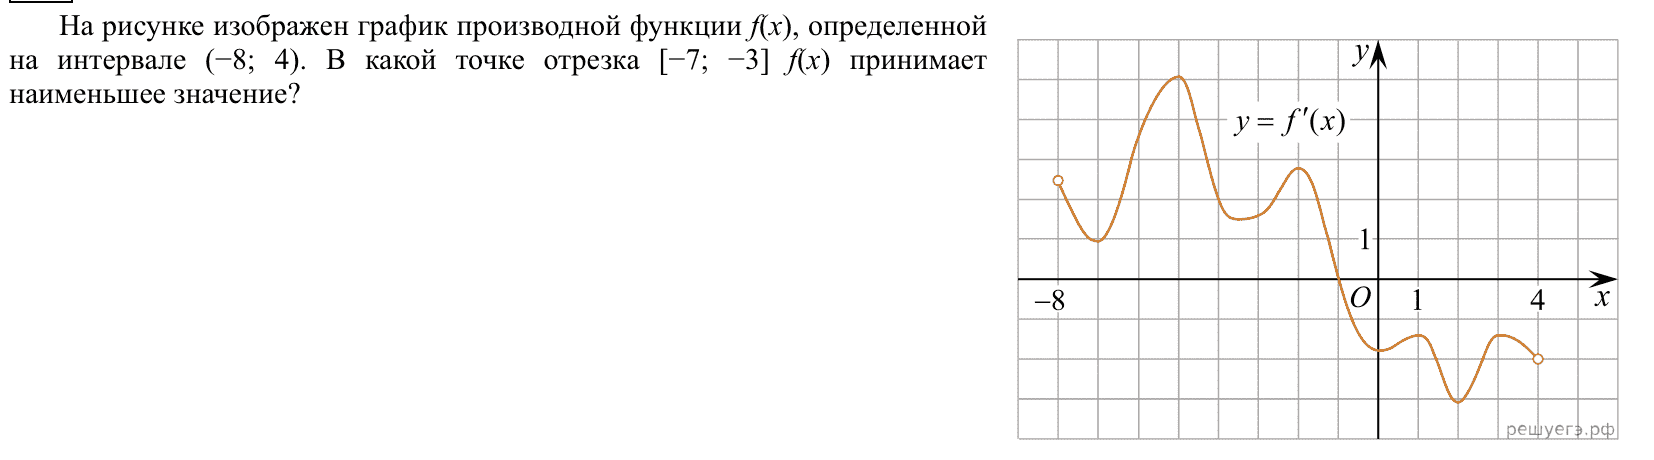 На рисунке изображен график производной функции f(x), определенной
на интервале (−8; 4). В какой точке отрезка [−7; −3] f(x) принимает
наименьшее значение?
y
y = f′(x)
1
−8
O
1
4
x
решуегэ.рф